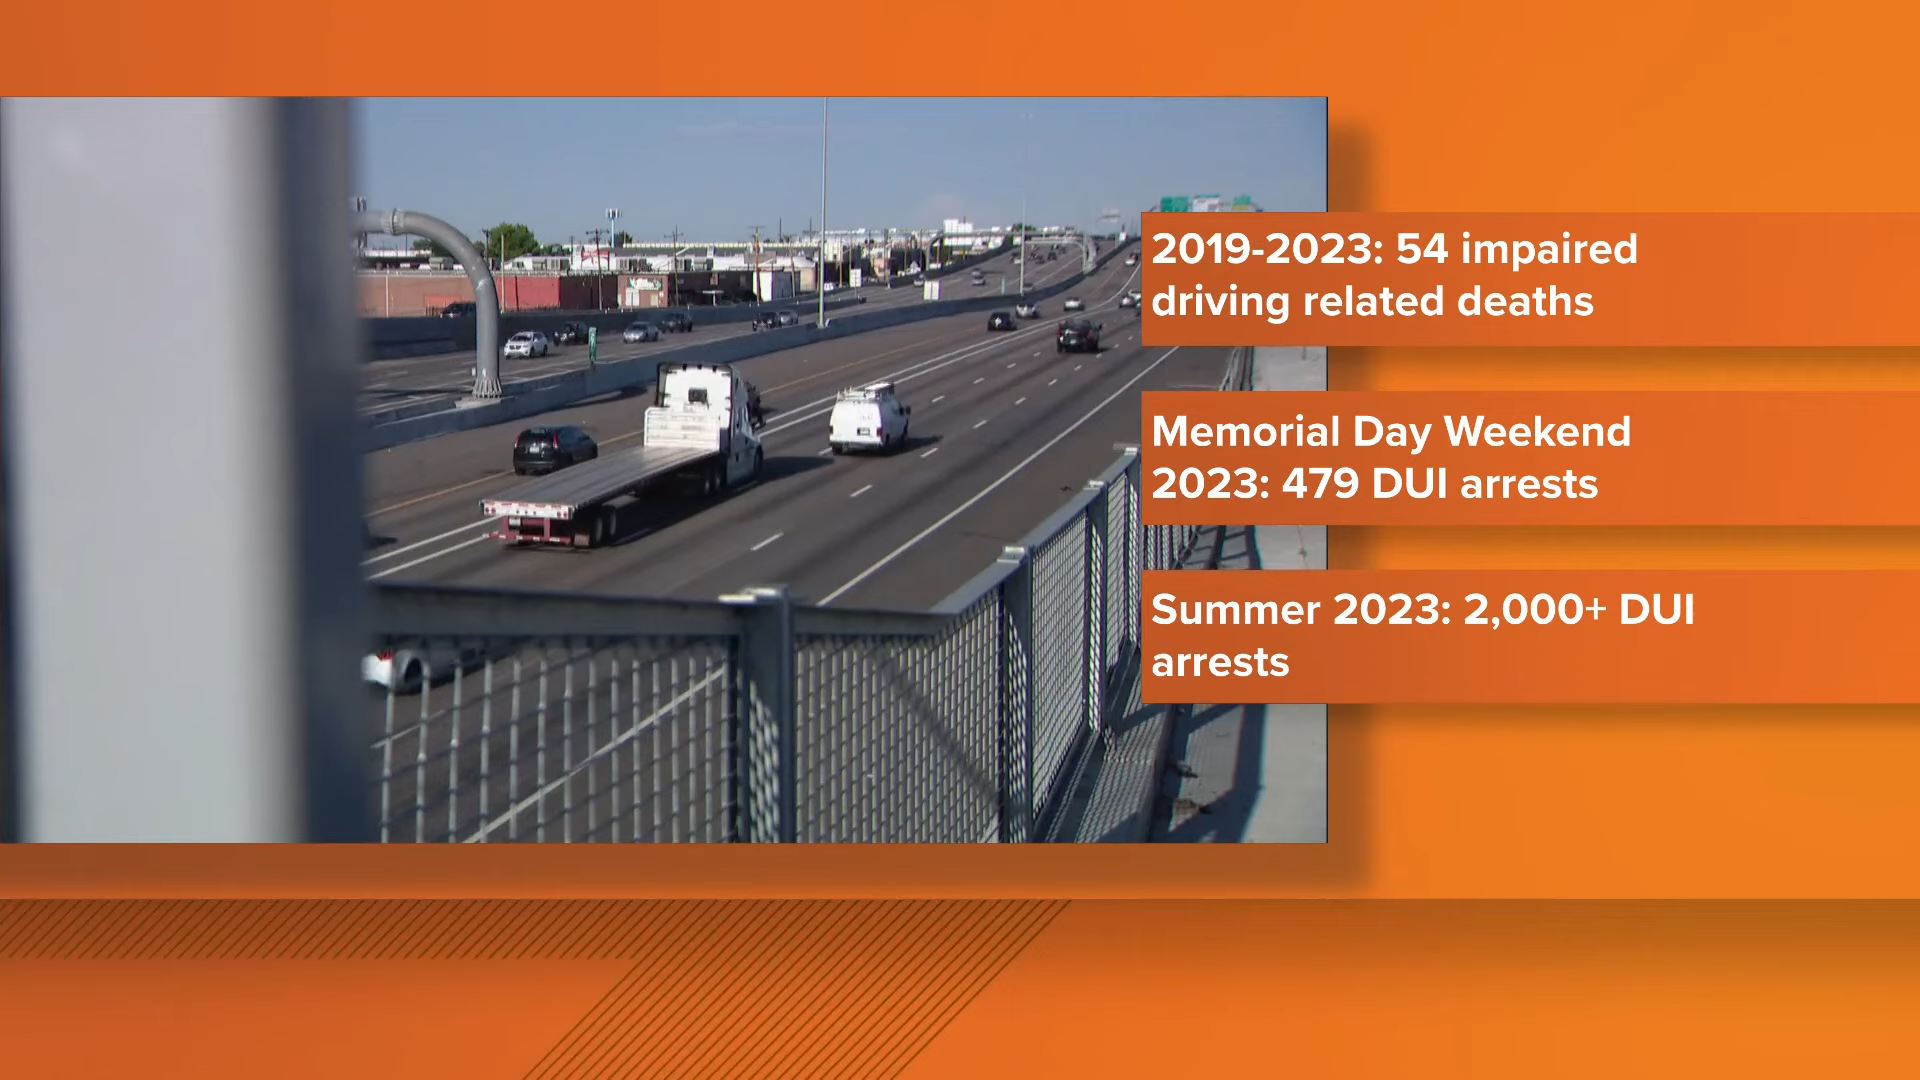 2019-2023: 54 impaired
driving related deaths
Memorial Day Weekend
2023: 479 DUI arrests
Summer 2023: 2,000+ DUI
arrests